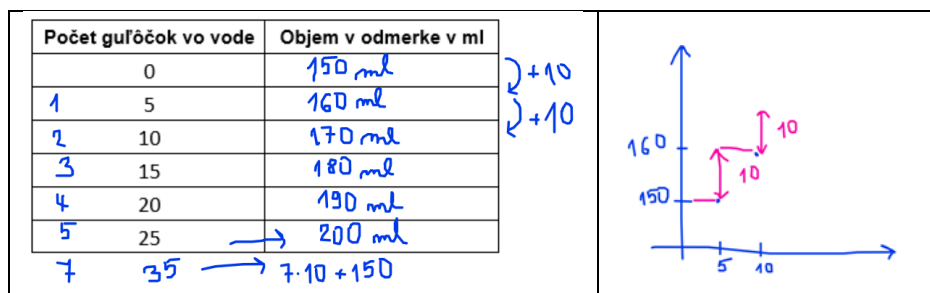 Počet guľôčok vo vode Objem v odmerke v ml
0 150 ml
+10
1 5 160 ml
+10
2 10 170 ml
3 15 180 ml
4 20 190 ml
5 25 → 200 ml
7 35 → 7·10+150
160
150
10
10
5 10